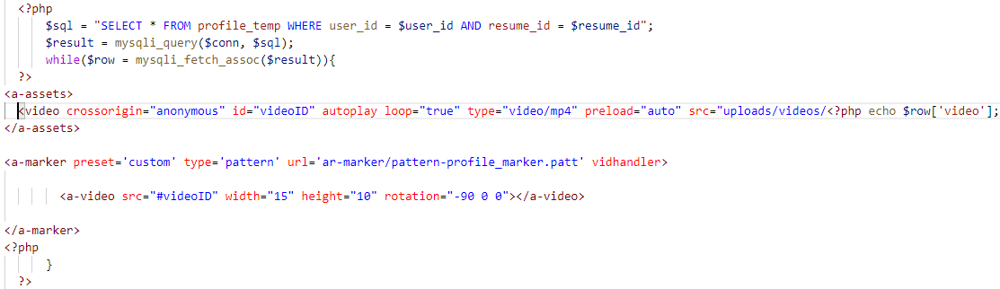 <?php
$sql = "SELECT * FROM profile_temp WHERE user_id = $user_id AND resume_id = $resume_id";
$result = mysqli_query($conn, $sql);
while($row = mysqli_fetch_assoc($result)){
?>
<a-assets>
<video crossorigin="anonymous" id="videoID" autoplay loop="true" type="video/mp4" preload="auto" src="uploads/videos/<?php echo $row['video'];
</a-assets>
<a-marker preset='custom' type='pattern' url='ar-marker/pattern-profile_marker.patt' vidhandler>
<a-video src="#videoID" width="15" height="10" rotation="-90 0 0"></a-video>
</a-marker>
<?php
}
?>